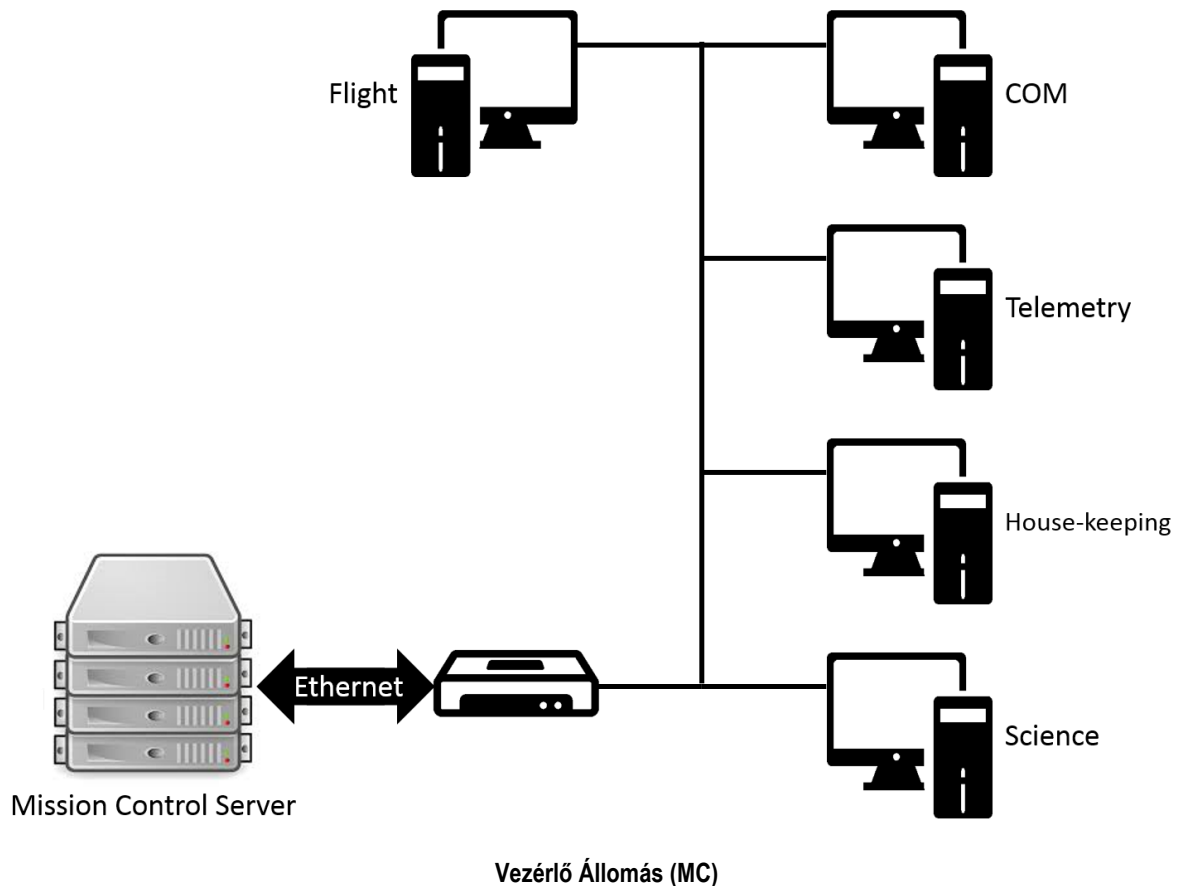 Flight
COM
Telemetry
House-keeping
Ethernet
Science
Mission Control Server
Vezérlő Állomás (MC)